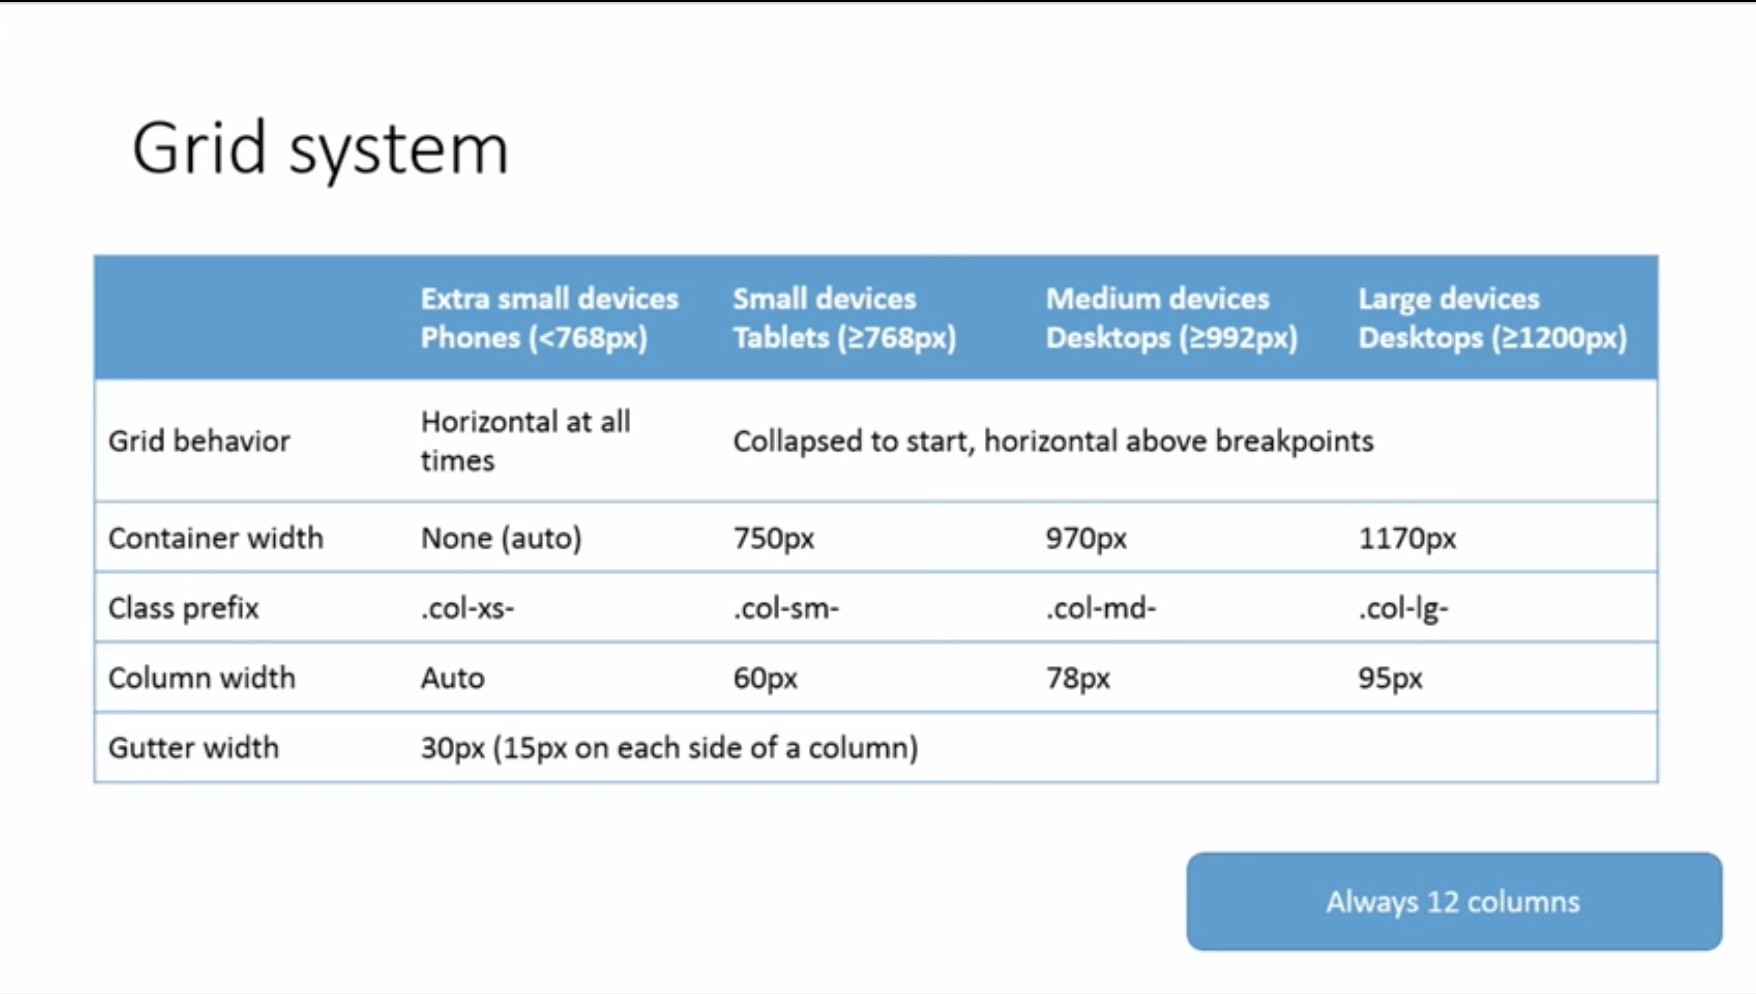 Grid system
Extra small devices Small devices Medium devices Large devices
Phones (<768px) Tablets (≥768px) Desktops (≥992px) Desktops (≥1200px)
Grid behavior Horizontal at all times Collapsed to start, horizontal above breakpoints
Container width None (auto) 750px 970px 1170px
Class prefix .col-xs- .col-sm- .col-md- .col-lg-
Column width Auto 60px 78px 95px
Gutter width 30px (15px on each side of a column)
Always 12 columns